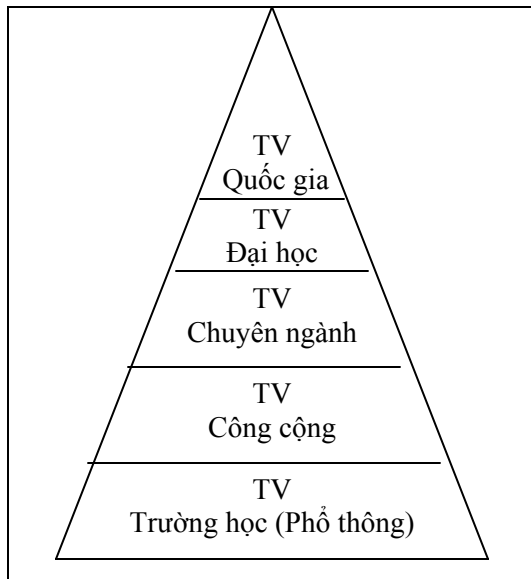 TV
Quốc gia
TV
Đại học
TV
Chuyên ngành
TV
Công cộng
TV
Trường học (Phổ thông)